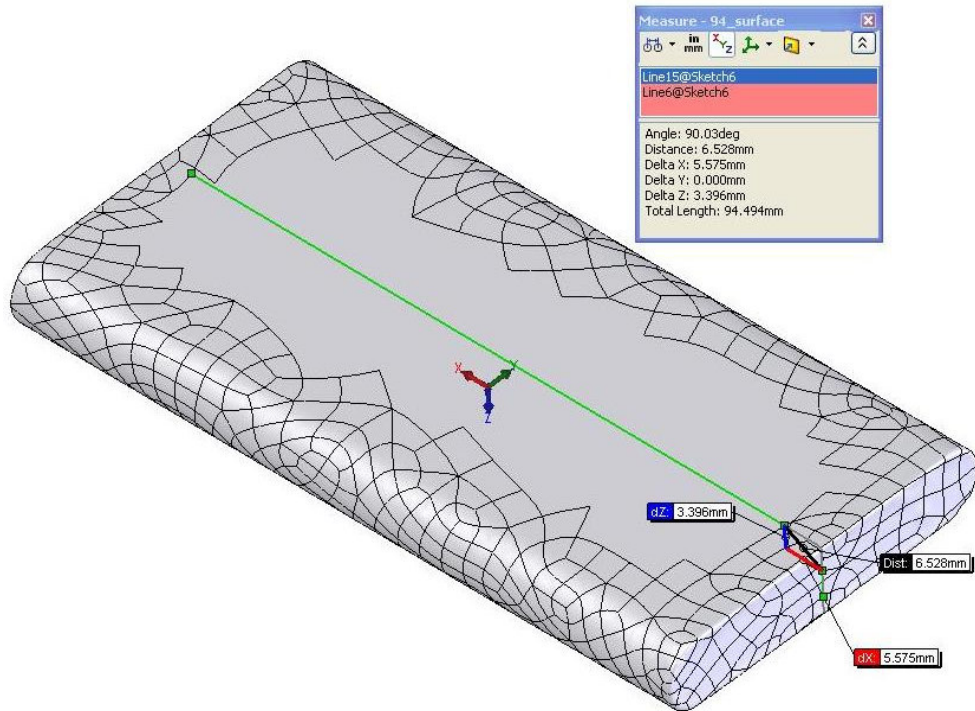 Measure - 94_surface
in
mm
XYZ
Line15@Sketch6
Line6@Sketch6
Angle: 90.03deg
Distance: 6.528mm
Delta X: 5.575mm
Delta Y: 0.000mm
Delta Z: 3.396mm
Total Length: 94.494mm
X
Y
Z
dZ: 3.396mm
Dist: 6.528mm
dX: 5.575mm